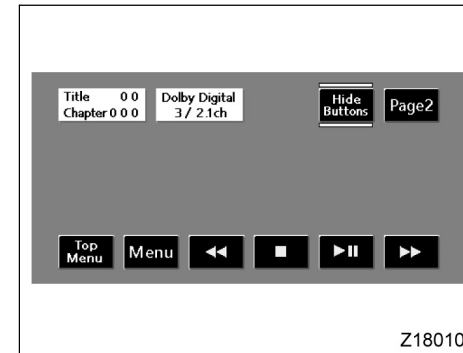 Title 0 0
Chapter 0 0 0
Dolby Digital
3 / 2.1ch
Hide
Buttons
Page2
Top
Menu
Menu
Z18010